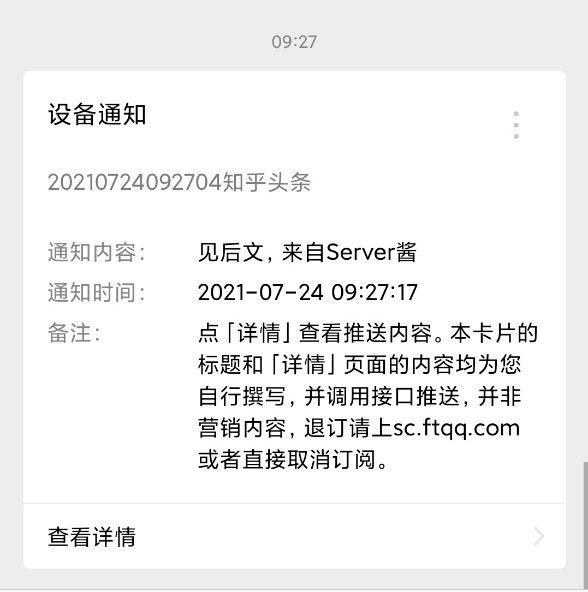 09:27
设备通知
20210724092704知乎头条
通知内容: 见后文, 来自Server酱
通知时间: 2021-07-24 09:27:17
备注: 点「详情」查看推送内容。本卡片的
标题和「详情」页面的内容均为您
自行撰写, 并调用接口推送, 并非
营销内容, 退订请上sc.ftqq.com
或者直接取消订阅。
查看详情